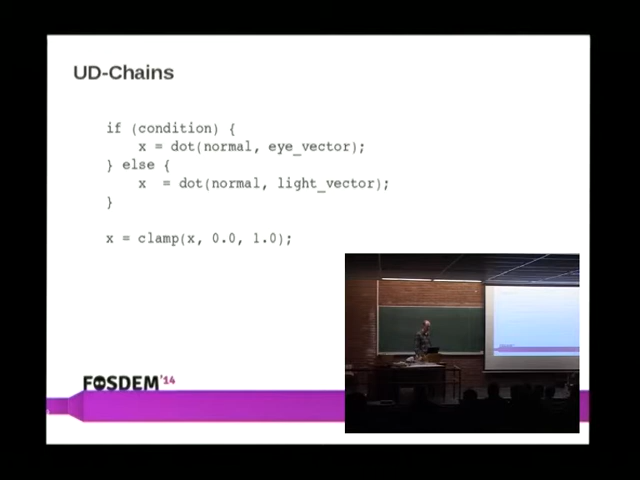 UD-Chains
if (condition) {
x = dot(normal, eye_vector);
} else {
x = dot(normal, light_vector);
}
x = clamp(x, 0.0, 1.0);
FOSDEM'14